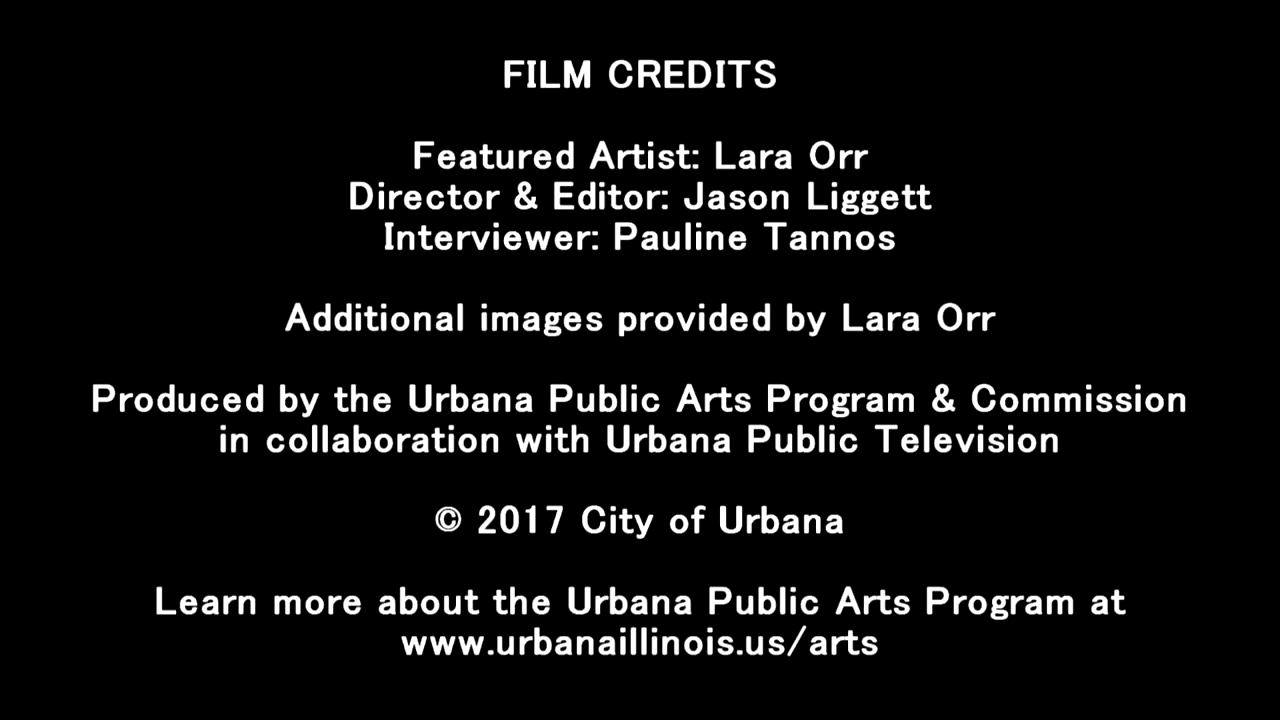 FILM CREDITS
Featured Artist: Lara Orr
Director & Editor: Jason Liggett
Interviewer: Pauline Tannos
Additional images provided by Lara Orr
Produced by the Urbana Public Arts Program & Commission
in collaboration with Urbana Public Television
© 2017 City of Urbana
Learn more about the Urbana Public Arts Program at
www.urbanaillinois.us/arts